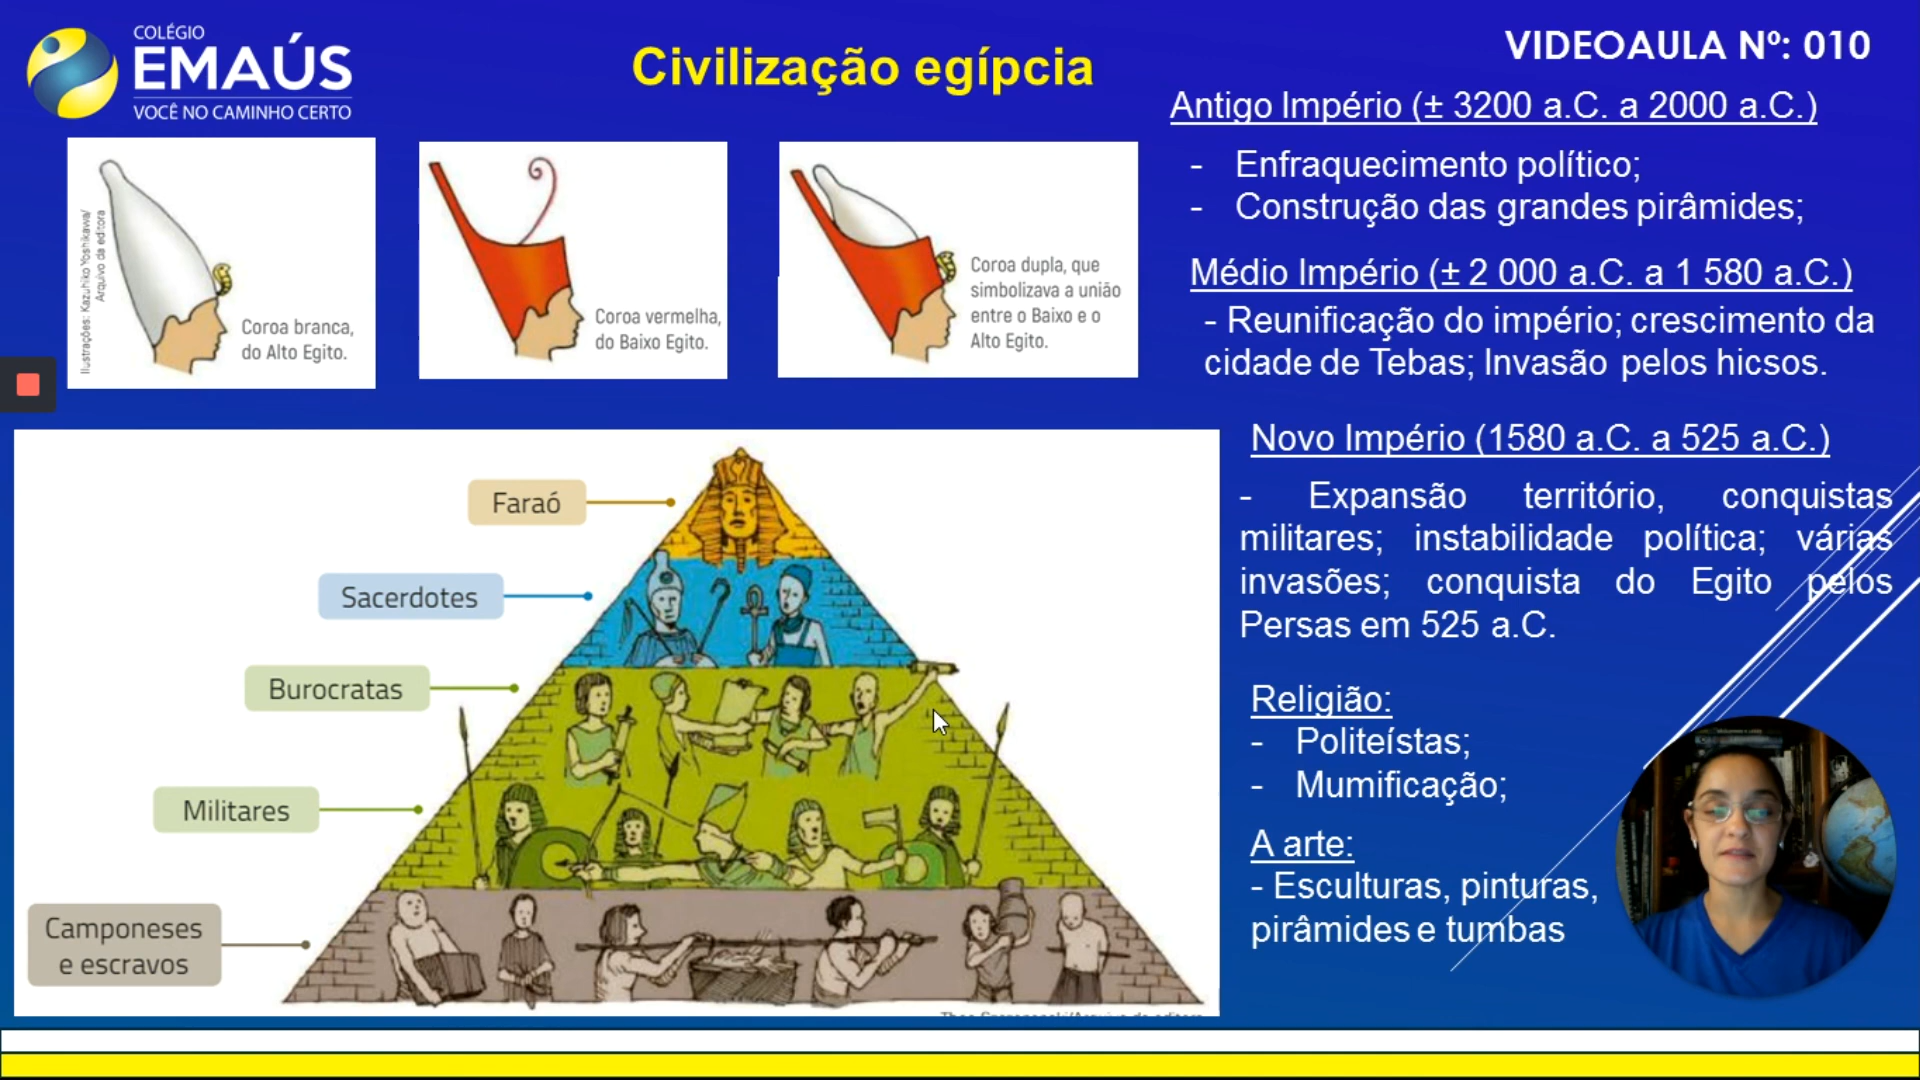 COLÉGIO
EMAÚS
VOCÊ NO CAMINHO CERTO
Civilização egípcia
VIDEOAULA Nº: 010
Ilustrações: Kazuhiko Yoshikawa/
Arquivo da editora
Coroa branca,
do Alto Egito.
Coroa vermelha,
do Baixo Egito.
Coroa dupla, que
simbolizava a união
entre o Baixo e o
Alto Egito.
Antigo Império (± 3200 a.C. a 2000 a.C.)
- Enfraquecimento político;
- Construção das grandes pirâmides;
Médio Império (± 2 000 a.C. a 1 580 a.C.)
- Reunificação do império; crescimento da
cidade de Tebas; Invasão pelos hicsos.
Novo Império (1580 a.C. a 525 a.C.)
- Expansão território, conquistas
militares; instabilidade política; várias
invasões; conquista do Egito pelos
Persas em 525 a.C.
Religião:
- Politeístas;
- Mumificação;
A arte:
- Esculturas, pinturas,
pirâmides e tumbas
Faraó
Sacerdotes
Burocratas
Militares
Camponeses
e escravos